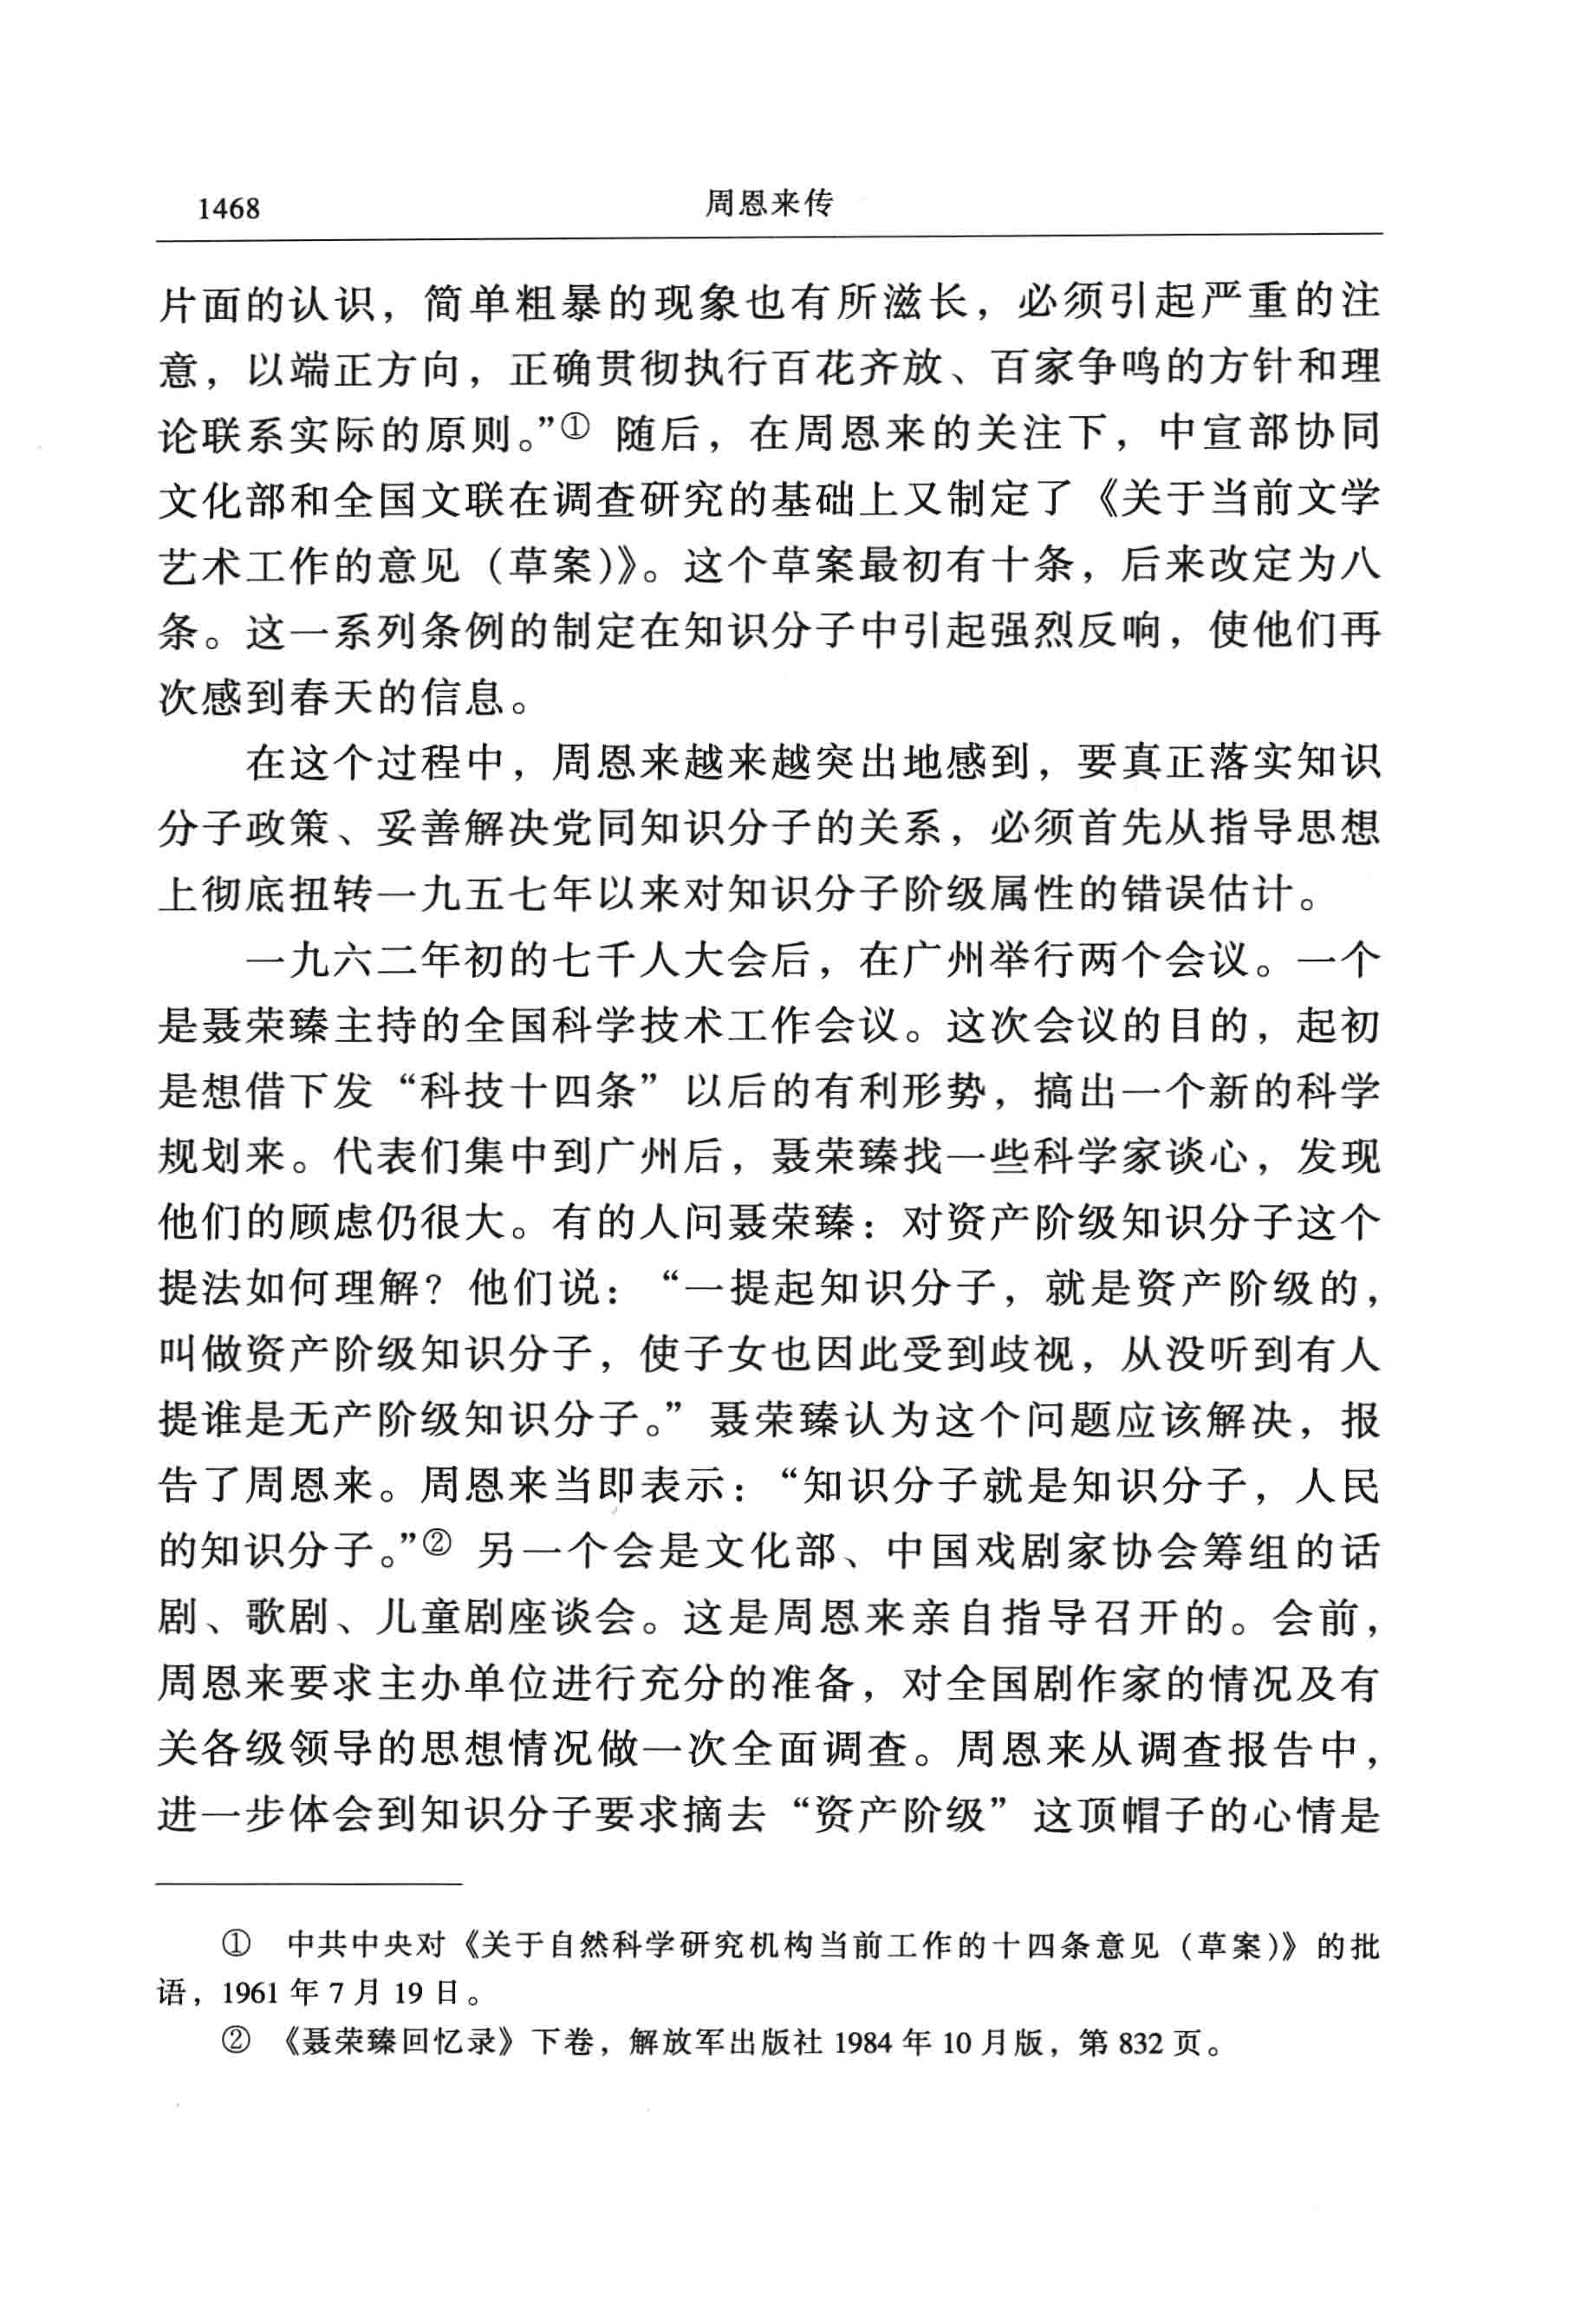 1468
周恩来传
片面的认识，简单粗暴的现象也有所滋长，必须引起严重的注
意，以端正方向，正确贯彻执行百花齐放、百家争鸣的方针和理
论联系实际的原则。”① 随后，在周恩来的关注下，中宣部协同
文化部和全国文联在调查研究的基础上又制定了《关于当前文学
艺术工作的意见（草案）》。这个草案最初有十条，后来改定为八
条。这一系列条例的制定在知识分子中引起强烈反响，使他们再
次感到春天的信息。
在这个过程中，周恩来越来越突出地感到，要真正落实知识
分子政策、妥善解决党同知识分子的关系，必须首先从指导思想
上彻底扭转一九五七年以来对知识分子阶级属性的错误估计。
一九六二年初的七千人大会后，在广州举行两个会议。一个
是聂荣臻主持的全国科学技术工作会议。这次会议的目的，起初
是想借下发“科技十四条”以后的有利形势，搞出一个新的科学
规划来。代表们集中到广州后，聂荣臻找一些科学家谈心，发现
他们的顾虑仍很大。有的人问聂荣臻：对资产阶级知识分子这个
提法如何理解？他们说：“一提起知识分子，就是资产阶级的，
叫做资产阶级知识分子，使子女也因此受到歧视，从没听到有人
提谁是无产阶级知识分子。”聂荣臻认为这个问题应该解决，报
告了周恩来。周恩来当即表示：“知识分子就是知识分子，人民
的知识分子。”② 另一个会是文化部、中国戏剧家协会筹组的话
剧、歌剧、儿童剧座谈会。这是周恩来亲自指导召开的。会前，
周恩来要求主办单位进行充分的准备，对全国剧作家的情况及有
关各级领导的思想情况做一次全面调查。周恩来从调查报告中，
进一步体会到知识分子要求摘去“资产阶级”这顶帽子的心情是
① 中共中央对《关于自然科学研究机构当前工作的十四条意见（草案）》的批
语，1961 年 7 月 19 日。
② 《聂荣臻回忆录》下卷，解放军出版社 1984 年 10 月版，第 832 页。